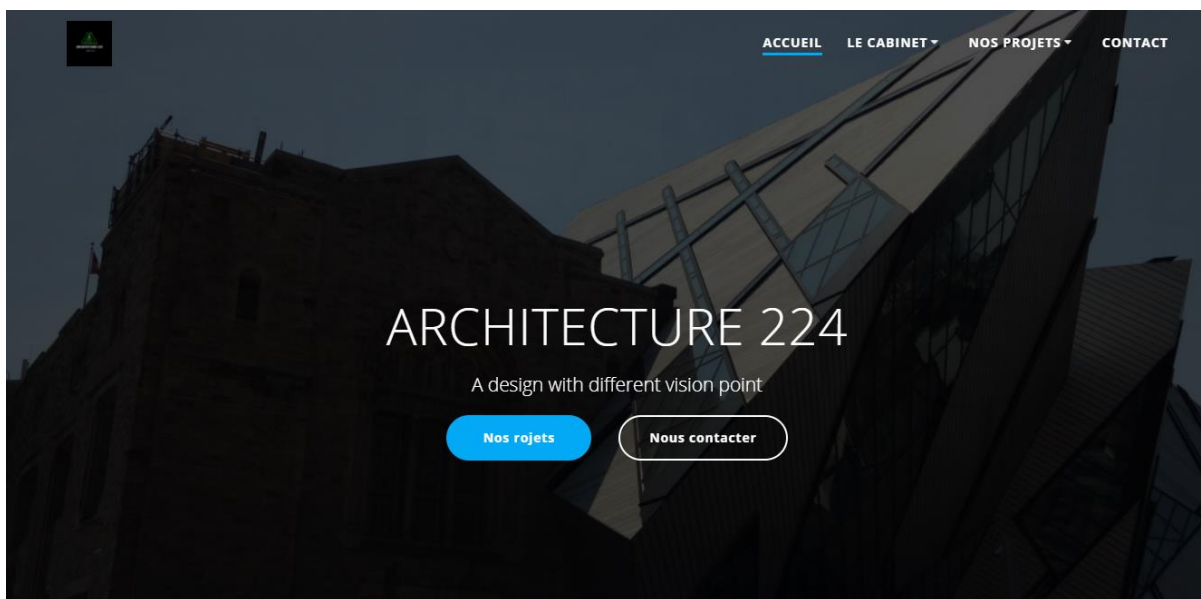 ACCUEIL LE CABINET NOS PROJETS CONTACT
ARCHITECTURE 224
A design with different vision point
Nos rojets Nous contacter